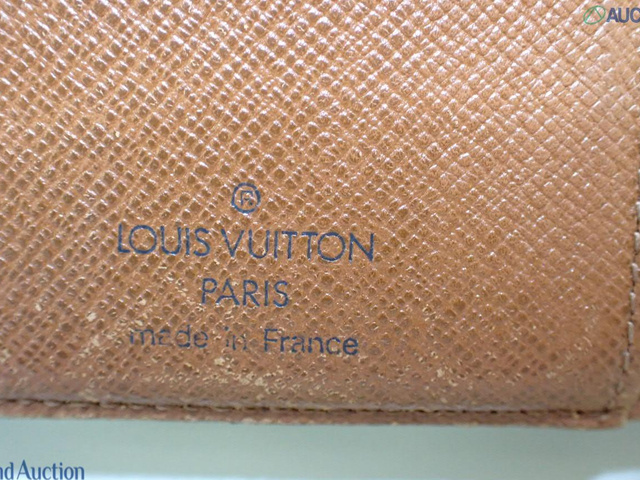 AUC
®
LOUIS VUITTON
PARIS
made in France
nd Auction